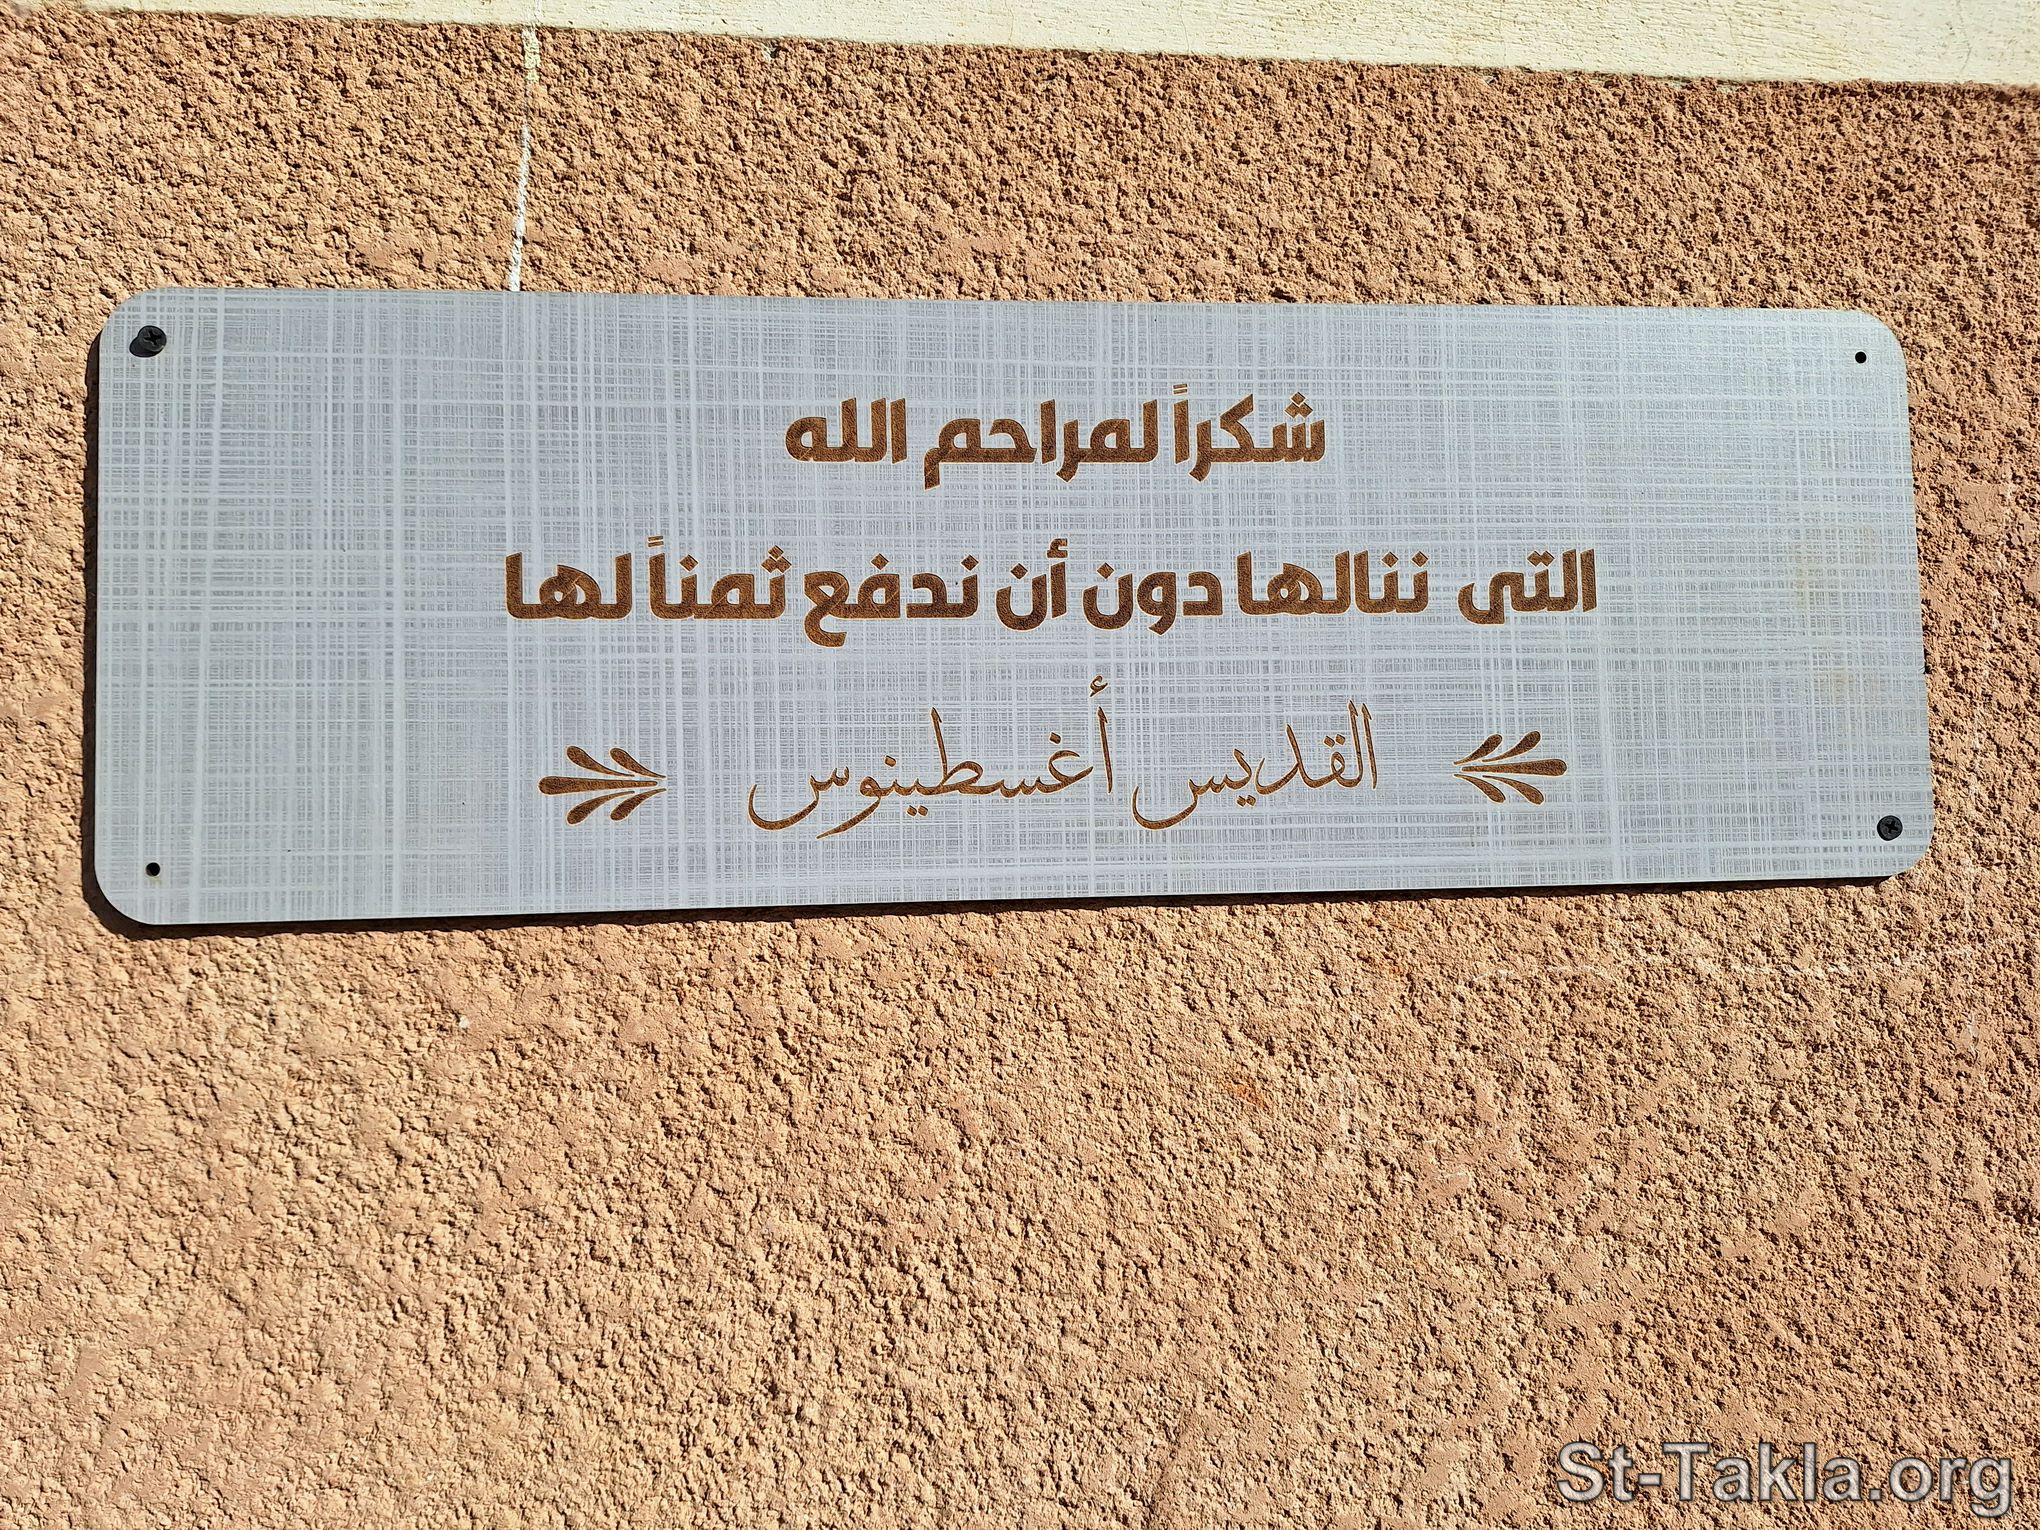 شكراً لمراحم الله
التى ننالها دون أن ندفع ثمناً لها
القديس أغسطينوس
St-Takla.org